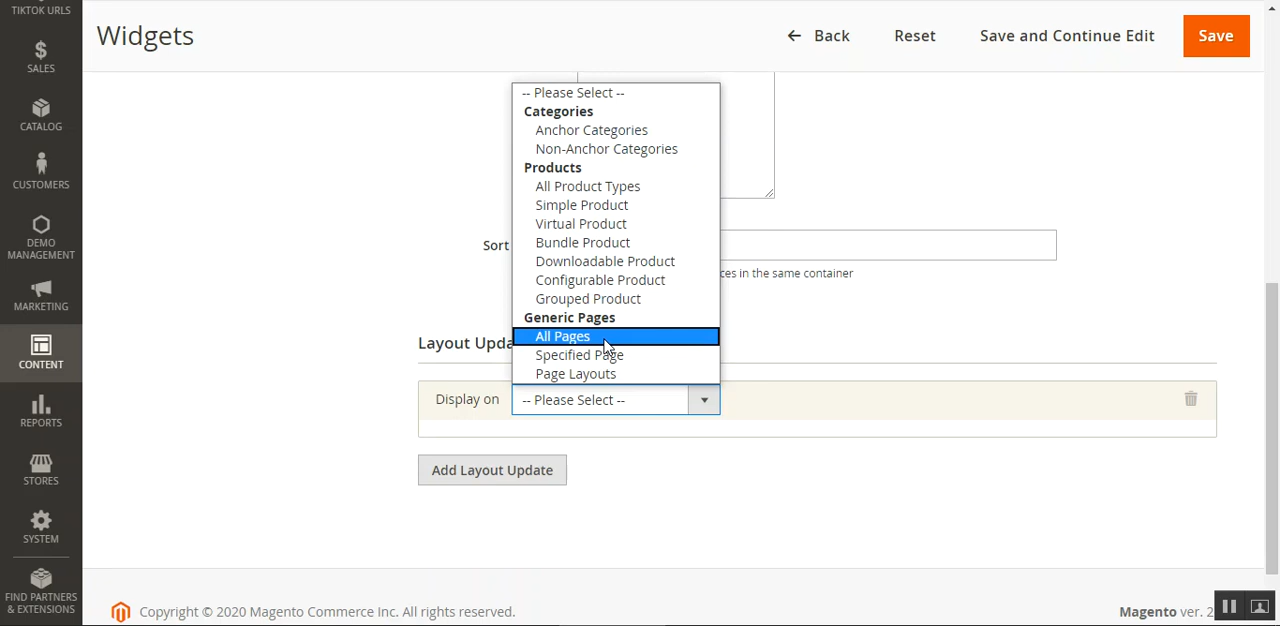 TIKTOK URLS
Widgets
Back
Reset
Save and Continue Edit
Save
SALES
CATALOG
CUSTOMERS
DEMO
MANAGEMENT
MARKETING
CONTENT
REPORTS
STORES
SYSTEM
FIND PARTNERS
& EXTENSIONS
-- Please Select --
Categories
Anchor Categories
Non-Anchor Categories
Products
All Product Types
Simple Product
Virtual Product
Bundle Product
Downloadable Product
Configurable Product
Grouped Product
Generic Pages
All Pages
Specified Page
Page Layouts
Sort
in the same container
Layout
Display on
-- Please Select --
Add Layout Update
Copyright © 2020 Magento Commerce Inc. All rights reserved.
Magento ver. 2